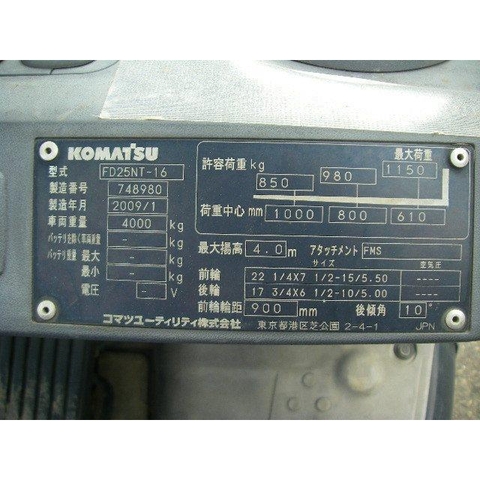 KOMATSU
型式 FD25NT-16
製造番号 748980
製造年月 2009/1
車両重量 4000 kg
バッテリを除く車両重量 - kg
バッテリ重量 最大 - kg
最小 - kg
電圧 - V
許容荷重 kg 850 980 最大荷重 1150
荷重中心 mm 1000 800 610
最大揚高 4.0 m アタッチメント FMS
サイズ 空気圧
前輪 22 1/4X7 1/2-15/5.50 ----
後輪 17 3/4X6 1/2-10/5.00 ----
前輪輪距 900 mm 後傾角 10°
コマツユーティリティ株式会社 東京都港区芝公園 2-4-1 JPN